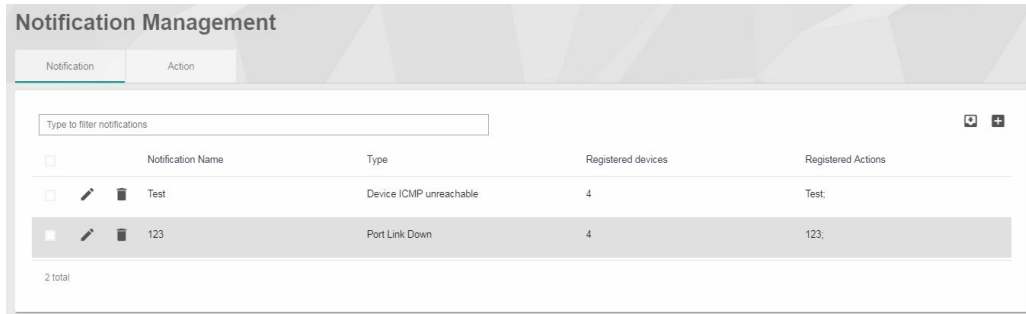 Notification Management
Notification Action
Type to filter notifications
Notification Name Type Registered devices Registered Actions
Test Device ICMP unreachable 4 Test;
123 Port Link Down 4 123;
2 total